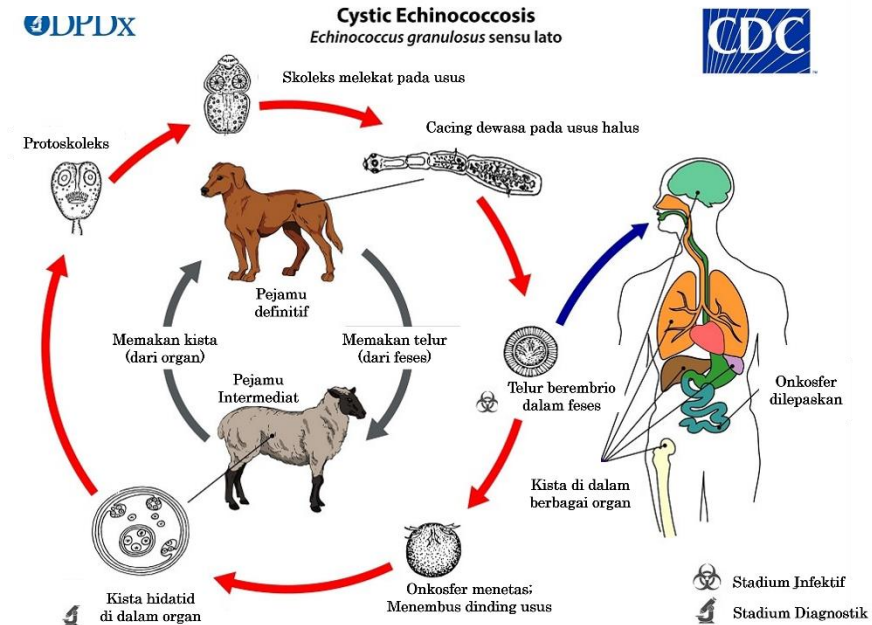 DPDx
Cystic Echinococcosis
Echinococcus granulosus sensu lato
CDC
Skoleks melekat pada usus
Cacing dewasa pada usus halus
Protoskoleks
Pejamu
definitif
Memakan kista
(dari organ)
Memakan telur
(dari feses)
Pejamu
Intermediat
Telur berembrio
dalam feses
Onkosfer
dilepaskan
Kista di dalam
berbagai organ
Kista hidatid
di dalam organ
Onkosfer menetas;
Menembus dinding usus
Stadium Jnfektif
Stadium Diagnostik